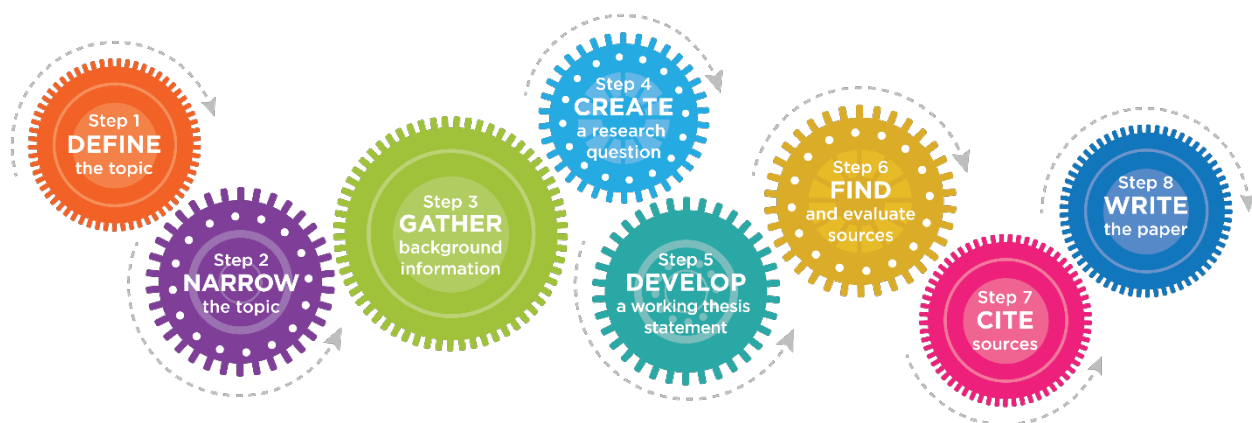 Step 1
DEFINE
the topic
Step 2
NARROW
the topic
Step 3
GATHER
background
information
Step 4
CREATE
a research
question
Step 5
DEVELOP
a working thesis
statement
Step 6
FIND
and evaluate
sources
Step 7
CITE
sources
Step 8
WRITE
the paper